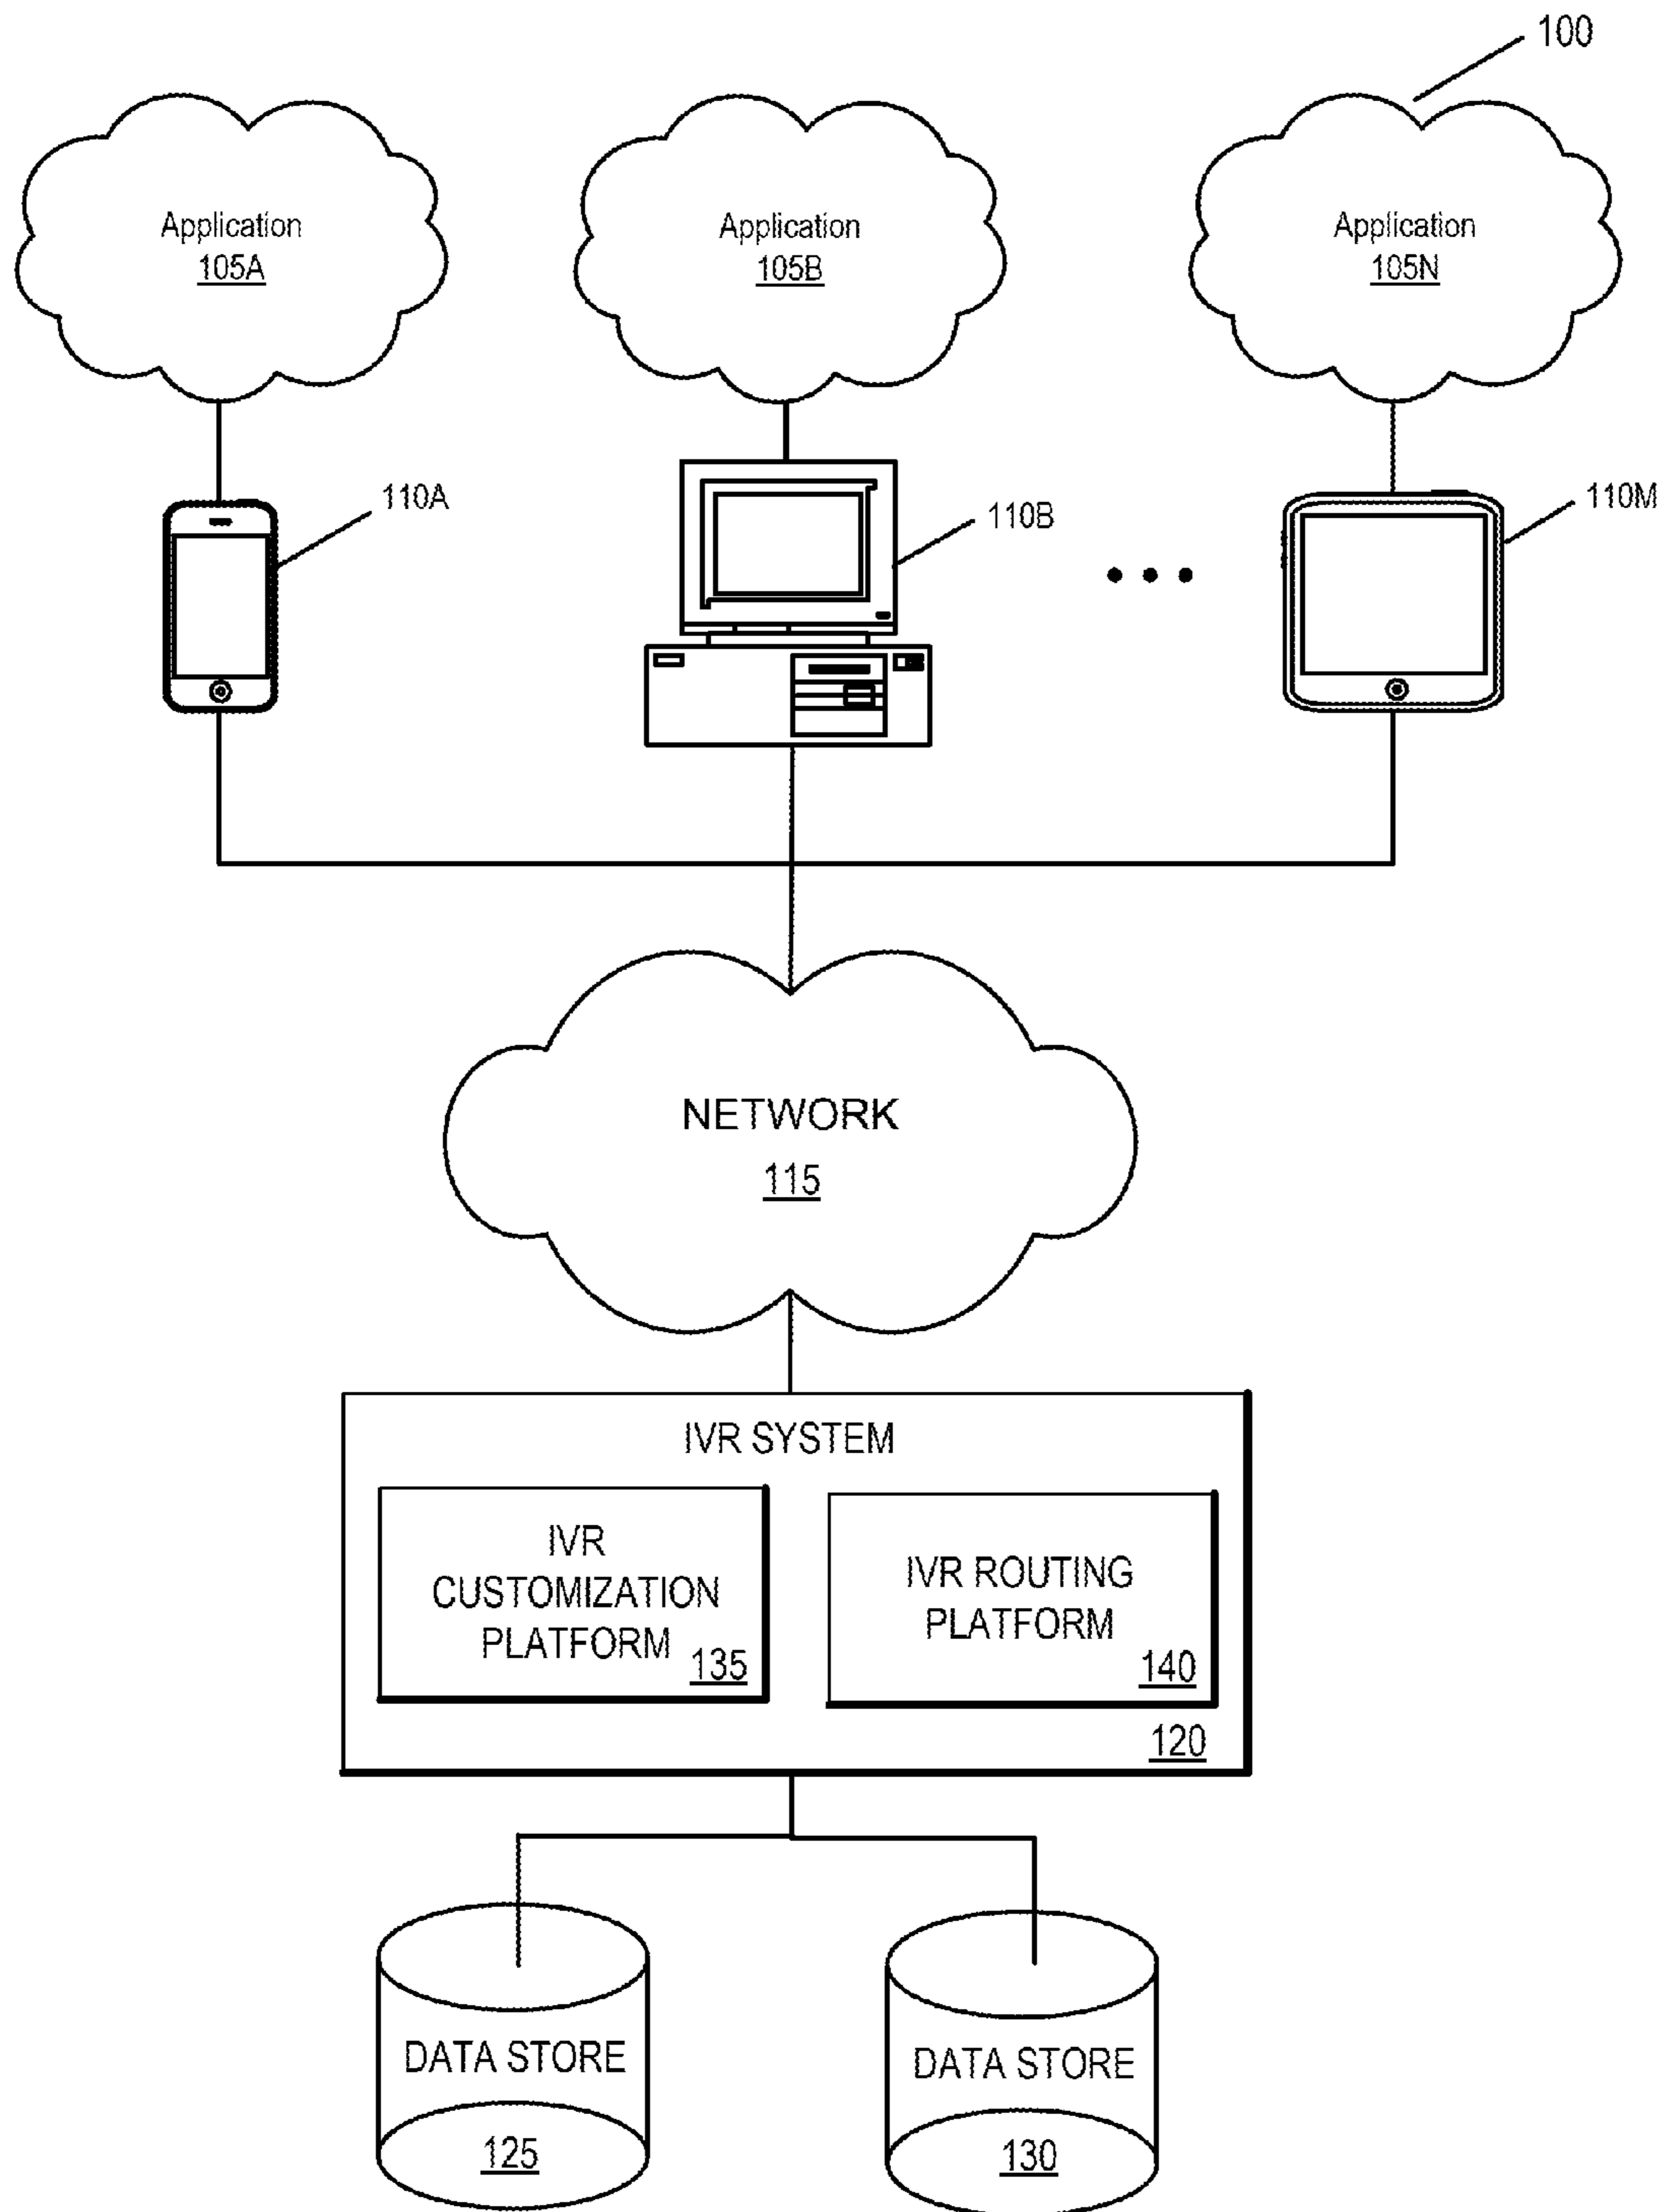 100
Application
105A
Application
105B
Application
105N
110A
110B
110M
NETWORK
115
IVR SYSTEM
IVR
CUSTOMIZATION
PLATFORM
135
IVR ROUTING
PLATFORM
140
120
DATA STORE
125
DATA STORE
130